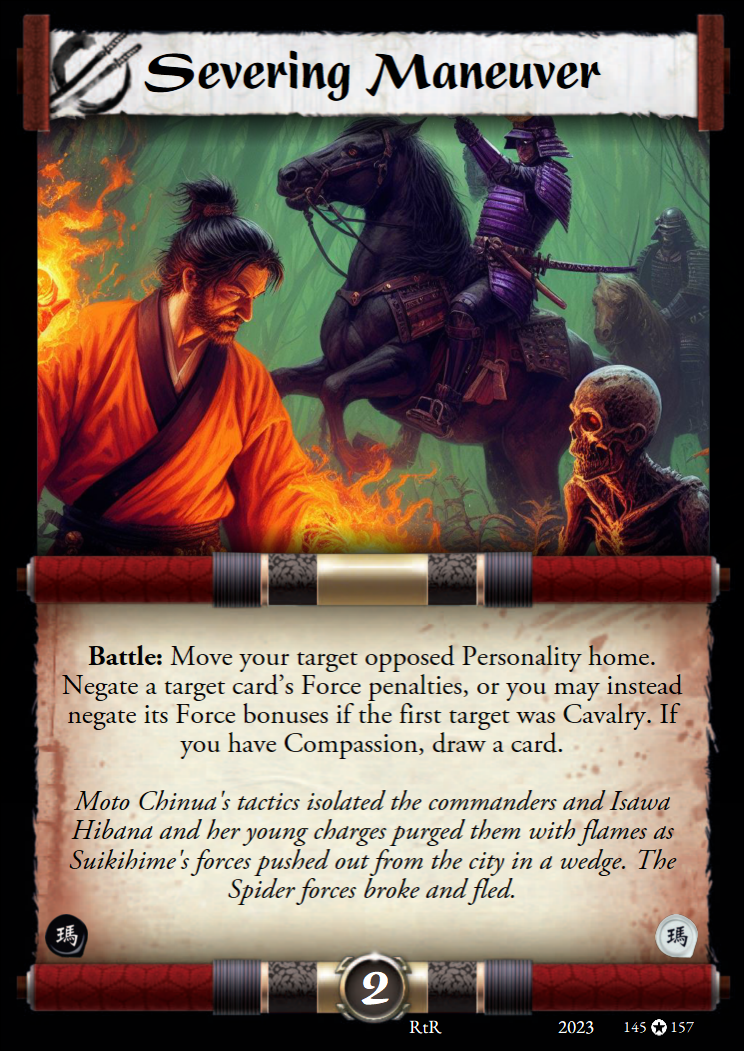 Severing Maneuver
Battle: Move your target opposed Personality home.
Negate a target card's Force penalties, or you may instead
negate its Force bonuses if the first target was Cavalry. If
you have Compassion, draw a card.
Moto Chinua's tactics isolated the commanders and Isawa
Hibana and her young charges purged them with flames as
Suikihime's forces pushed out from the city in a wedge. The
Spider forces broke and fled.
瑪 瑪
2
RtR 2023 145 ✪ 157